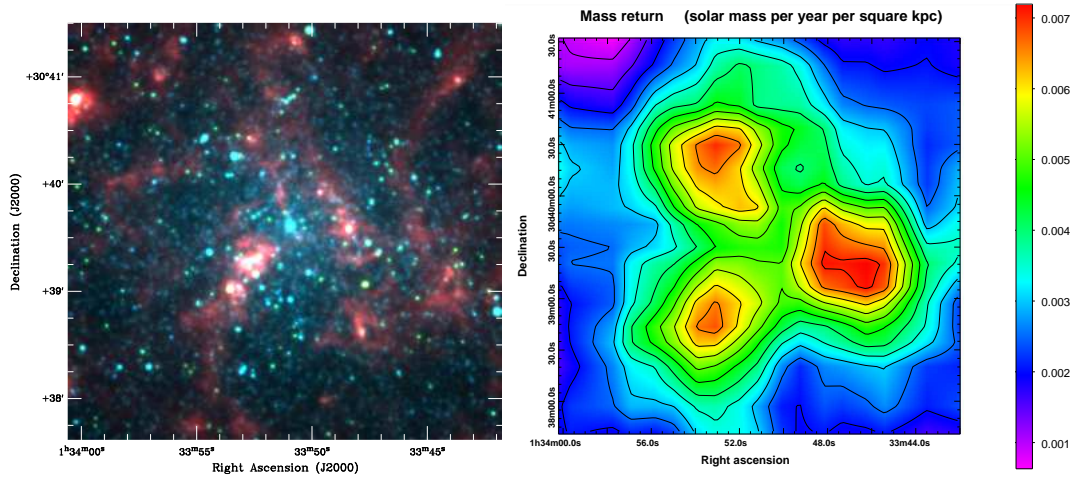 Mass return (solar mass per year per square kpc)
+30°41'
+40'
+39'
+38'
Declination (J2000)
1ʰ34ᵐ00ˢ
33ᵐ55ˢ
33ᵐ50ˢ
33ᵐ45ˢ
Right Ascension (J2000)
30.0s
41m00.0s
30.0s
30d40m00.0s
30.0s
39m00.0s
30.0s
38m00.0s
Declination
1h34m00.0s
56.0s
52.0s
48.0s
33m44.0s
Right ascension
0.007
0.006
0.005
0.004
0.003
0.002
0.001